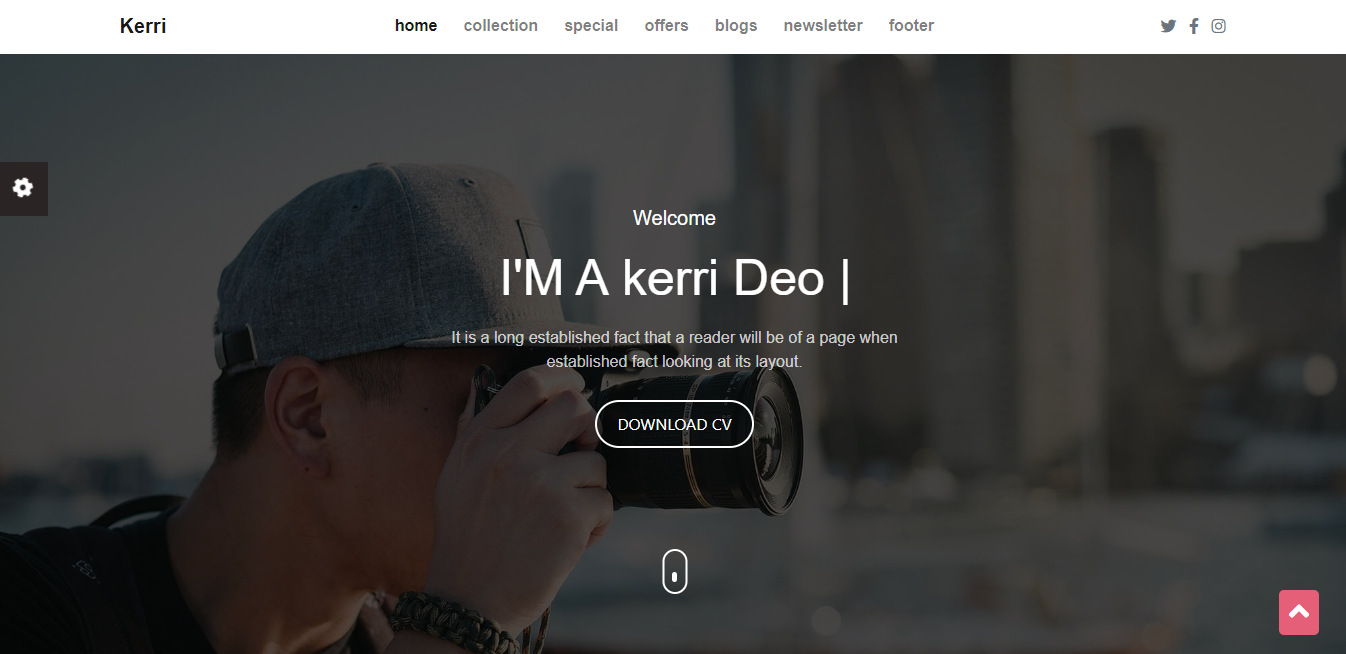 Kerri
home collection special offers blogs newsletter footer
Welcome
I'M A kerri Deo |
It is a long established fact that a reader will be of a page when
established fact looking at its layout.
DOWNLOAD CV